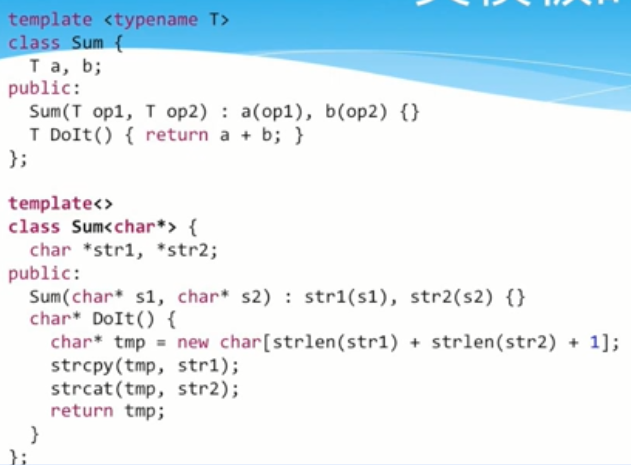 template <typename T>
class Sum {
  T a, b;
public:
  Sum(T op1, T op2) : a(op1), b(op2) {}
  T DoIt() { return a + b; }
};

template<>
class Sum<char*> {
  char *str1, *str2;
public:
  Sum(char* s1, char* s2) : str1(s1), str2(s2) {}
  char* DoIt() {
    char* tmp = new char[strlen(str1) + strlen(str2) + 1];
    strcpy(tmp, str1);
    strcat(tmp, str2);
    return tmp;
  }
};